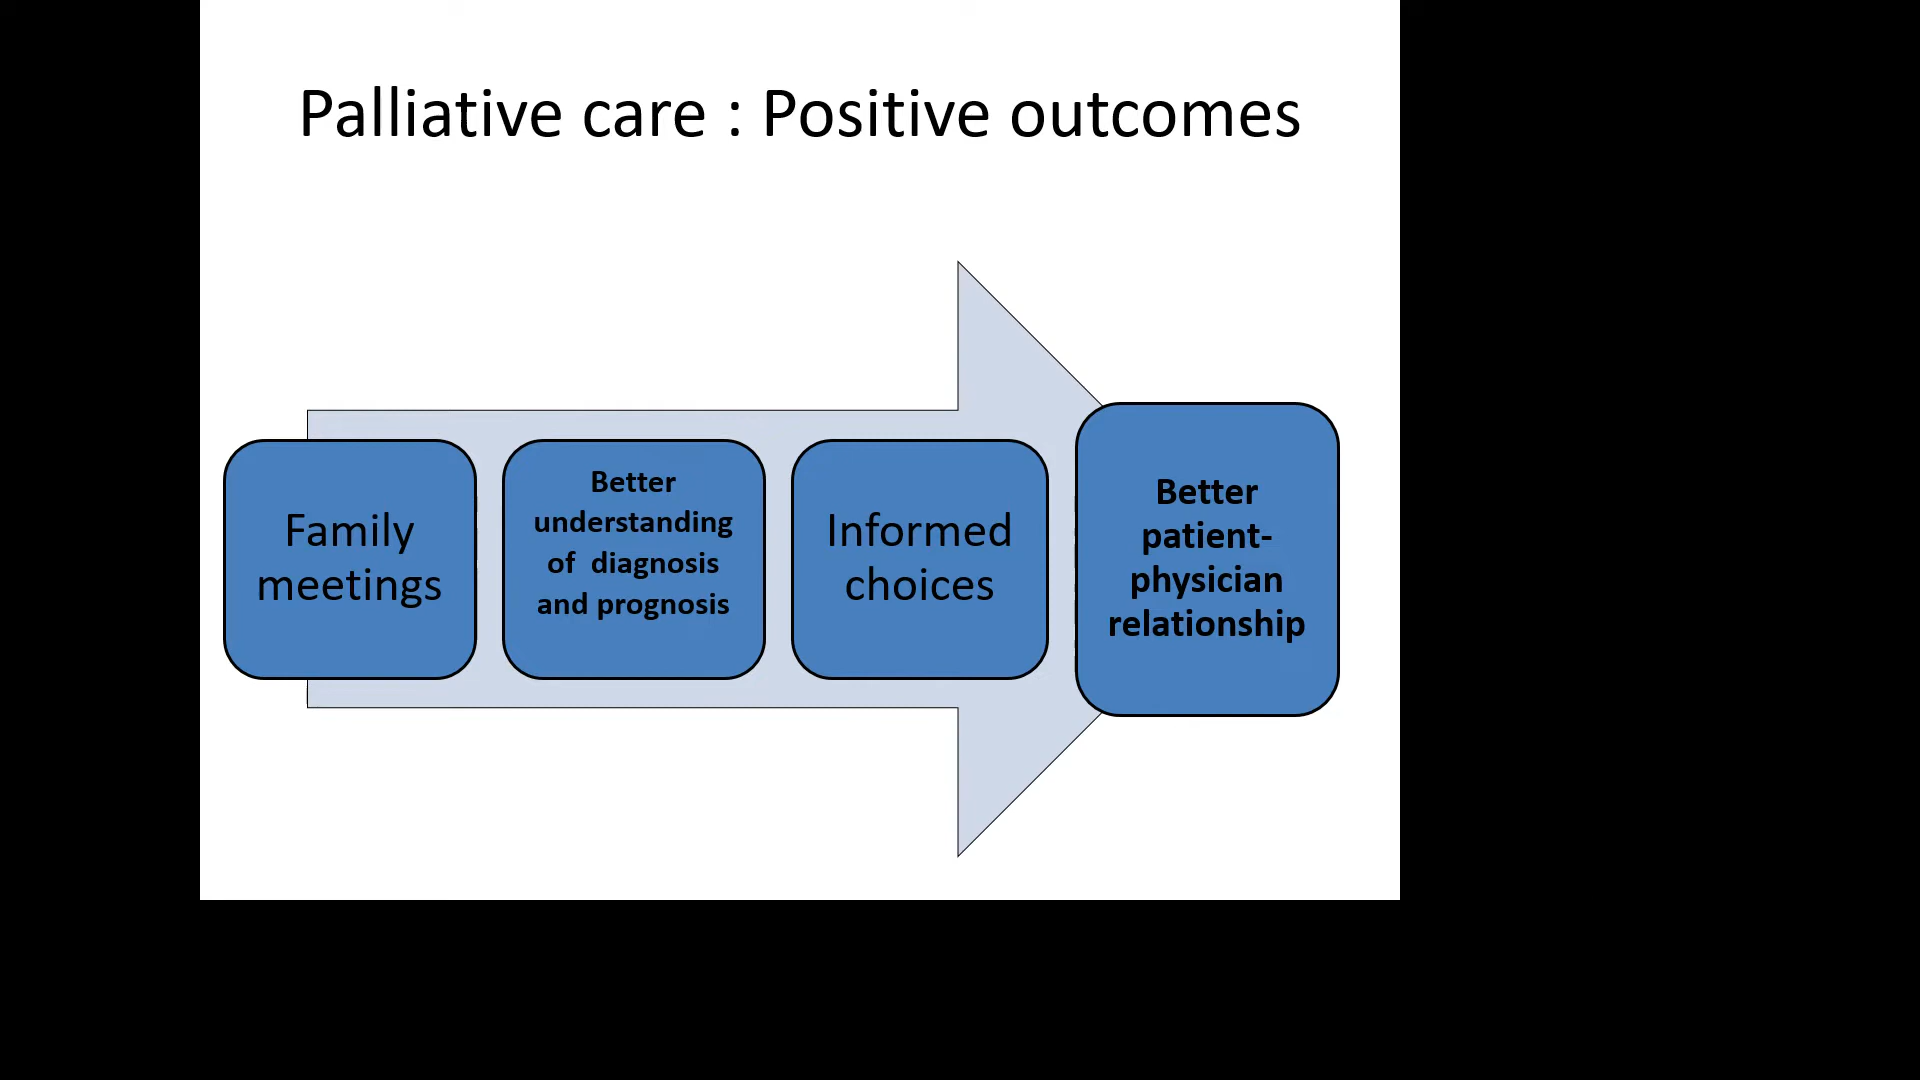 Palliative care : Positive outcomes
Family
meetings
Better
understanding
of  diagnosis
and prognosis
Informed
choices
Better
patient-
physician
relationship